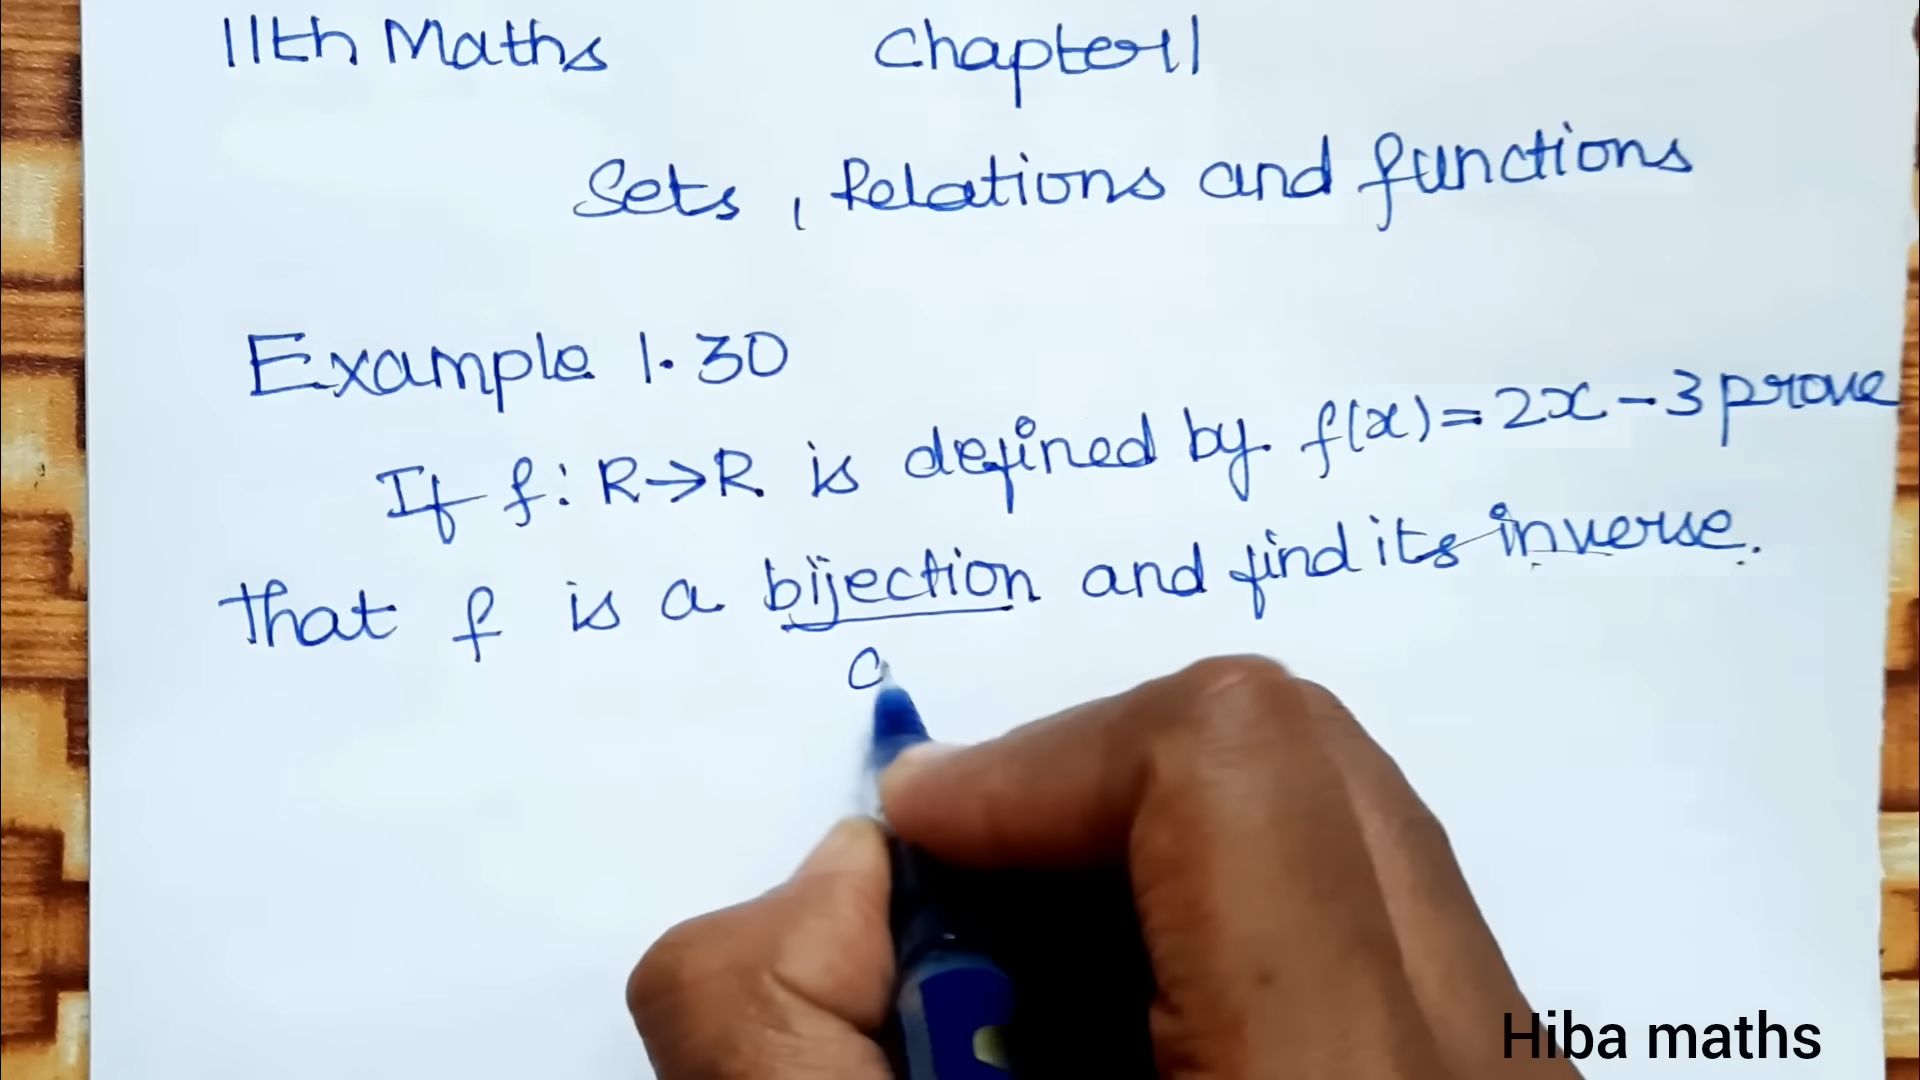 11th Maths Chapter 1
Sets, Relations and functions
Example 1.30
If f: R→R is defined by f(x) = 2x - 3 prove
that f is a bijection and find its inverse.
Hiba maths